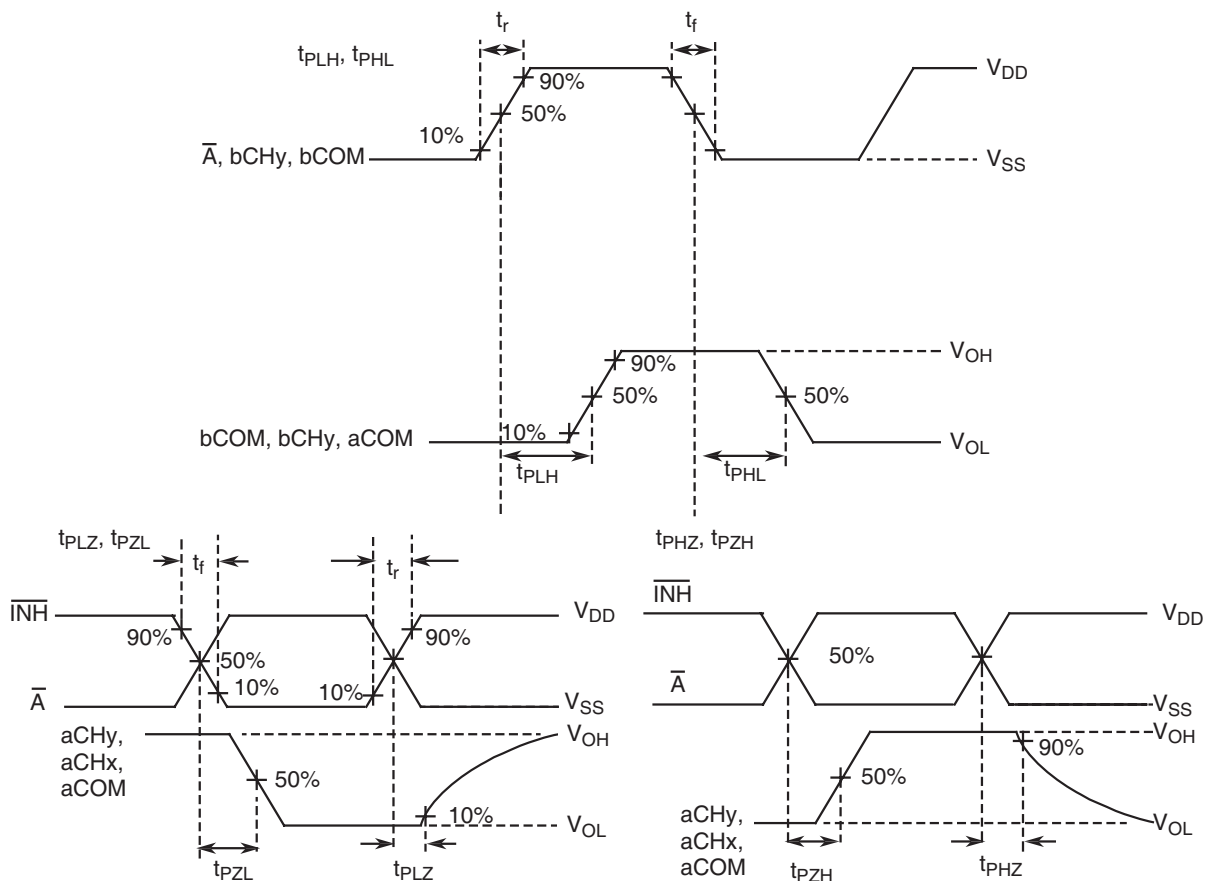 tr
tf
tPLH, tPHL
90%
VDD
50%
10%
A, bCHy, bCOM
VSS
VOH
90%
50%
50%
10%
bCOM, bCHy, aCOM
VOL
tPLH
tPHL
tPLZ, tPZL
tf
tr
INH
VDD
90%
90%
50%
10%
10%
A
VSS
aCHy,
aCHx,
aCOM
VOH
50%
10%
VOL
tPZL
tPLZ
tPHZ, tPZH
INH
VDD
50%
A
VSS
VOH
90%
50%
aCHy,
aCHx,
aCOM
VOL
tPZH
tPHZ